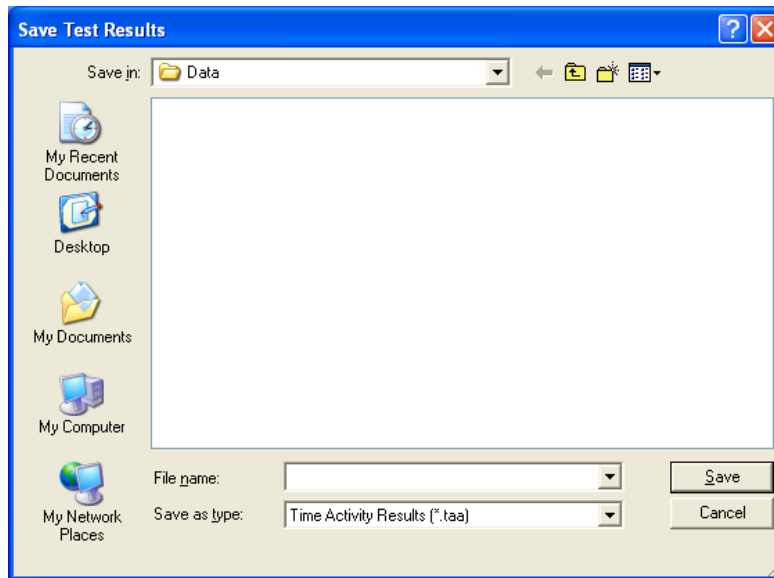 Save Test Results
Save in: Data
My Recent
Documents
Desktop
My Documents
My Computer
My Network
Places
File name:
Save
Save as type: Time Activity Results (*.taa)
Cancel